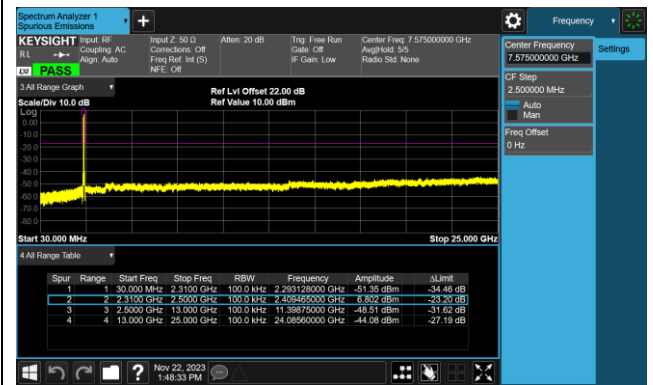 Spectrum Analyzer 1
Spurious Emissions
+
Frequency
KEYSIGHT
RL
PASS
Input: RF
Coupling: AC
Align: Auto
Input Z: 50 Ω
Corrections: Off
Freq Ref: Int (S)
NFE: Off
Atten: 20 dB
Trig: Free Run
Gate: Off
IF Gain: Low
Center Freq: 7.575000000 GHz
Avg|Hold: 5/5
Radio Std: None
Center Frequency
7.575000000 GHz
Settings
CF Step
2.500000 MHz
Auto
Man
Freq Offset
0 Hz
3 All Range Graph
Scale/Div 10.0 dB
Ref Lvl Offset 22.00 dB
Ref Value 10.00 dBm
Log
0.00
-10.0
-20.0
-30.0
-40.0
-50.0
-60.0
-70.0
-80.0
Start 30.000 MHz
Stop 25.000 GHz
4 All Range Table
Spur Range Start Freq Stop Freq RBW Frequency Amplitude ΔLimit
1 1 30.000 MHz 2.3100 GHz 100.0 kHz 2.293128000 GHz -51.35 dBm -34.46 dB
2 2 2.3100 GHz 2.5000 GHz 100.0 kHz 2.409465000 GHz 6.802 dBm -23.20 dB
3 3 2.5000 GHz 13.000 GHz 100.0 kHz 11.39875000 GHz -48.51 dBm -31.62 dB
4 4 13.000 GHz 25.000 GHz 100.0 kHz 24.08560000 GHz -44.08 dBm -27.19 dB
?
Nov 22, 2023
1:48:33 PM